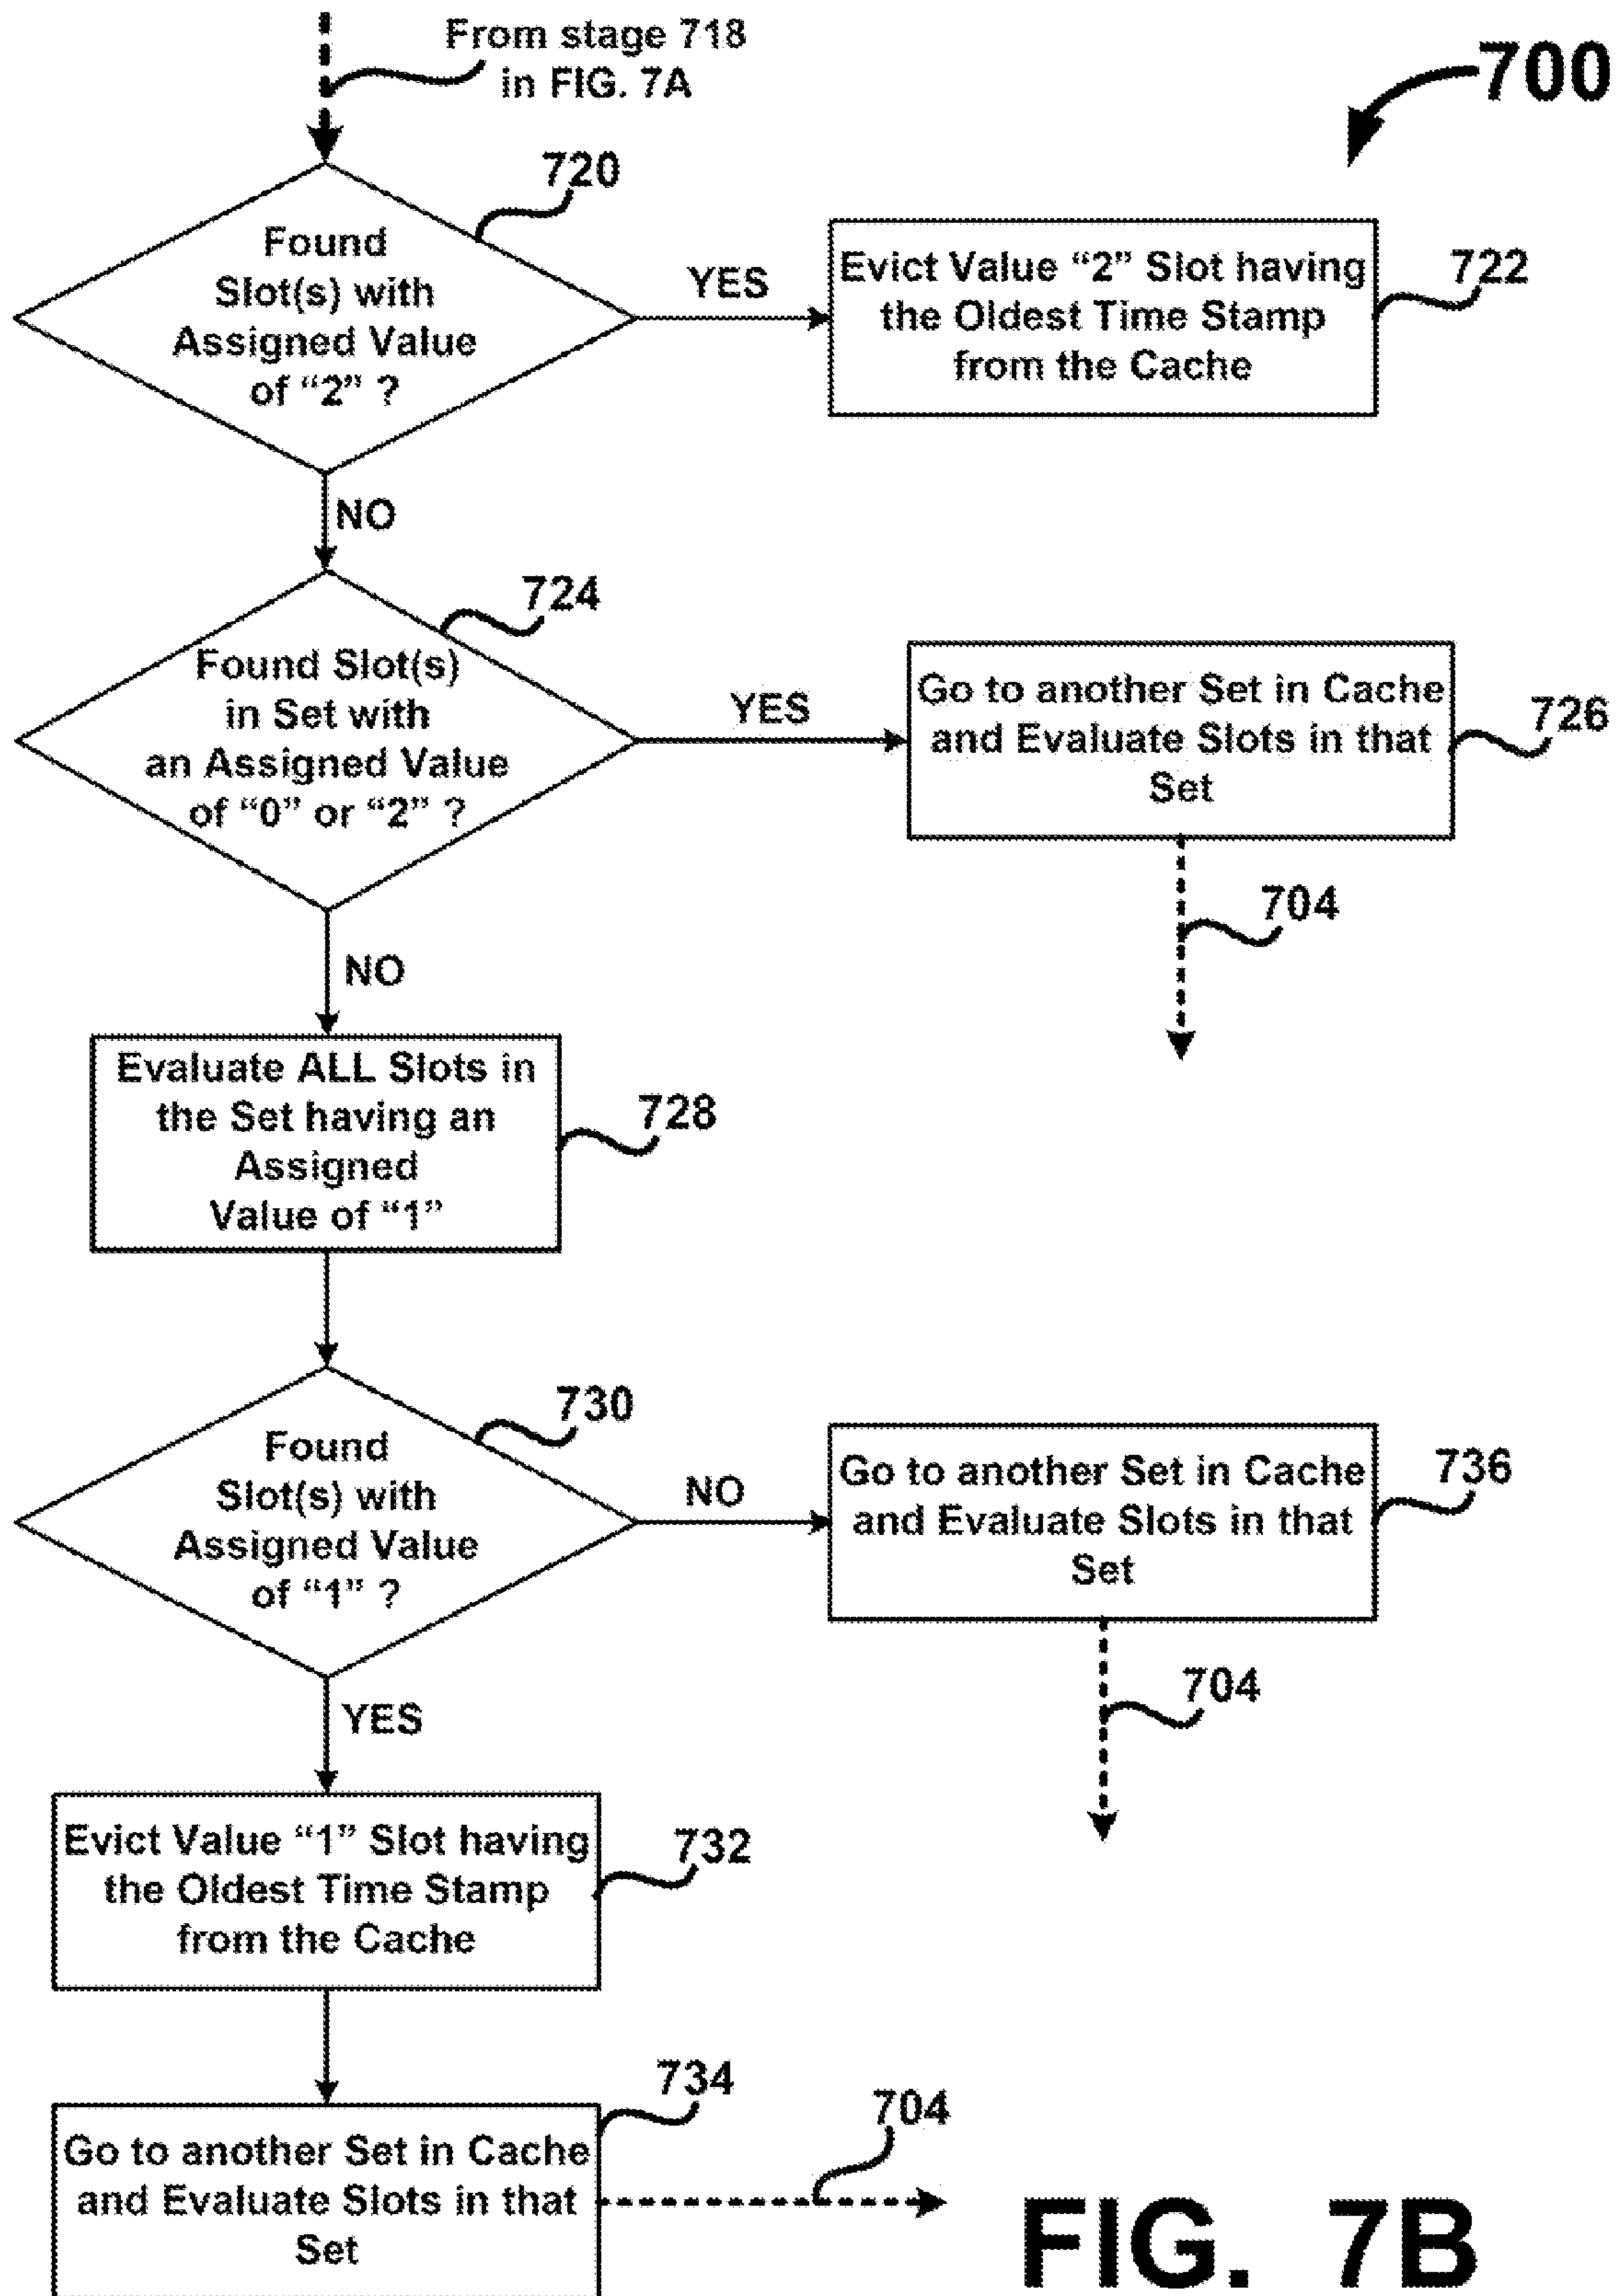 From stage 718
in FIG. 7A
700
720
Found
Slot(s) with
Assigned Value
of “2” ?
YES
Evict Value “2” Slot having
the Oldest Time Stamp
from the Cache
722
NO
724
Found Slot(s)
in Set with
an Assigned Value
of “0” or “2” ?
YES
Go to another Set in Cache
and Evaluate Slots in that
Set
726
704
NO
Evaluate ALL Slots in
the Set having an
Assigned
Value of “1”
728
730
Found
Slot(s) with
Assigned Value
of “1” ?
NO
Go to another Set in Cache
and Evaluate Slots in that
Set
736
704
YES
Evict Value “1” Slot having
the Oldest Time Stamp
from the Cache
732
734
Go to another Set in Cache
and Evaluate Slots in that
Set
704
FIG. 7B